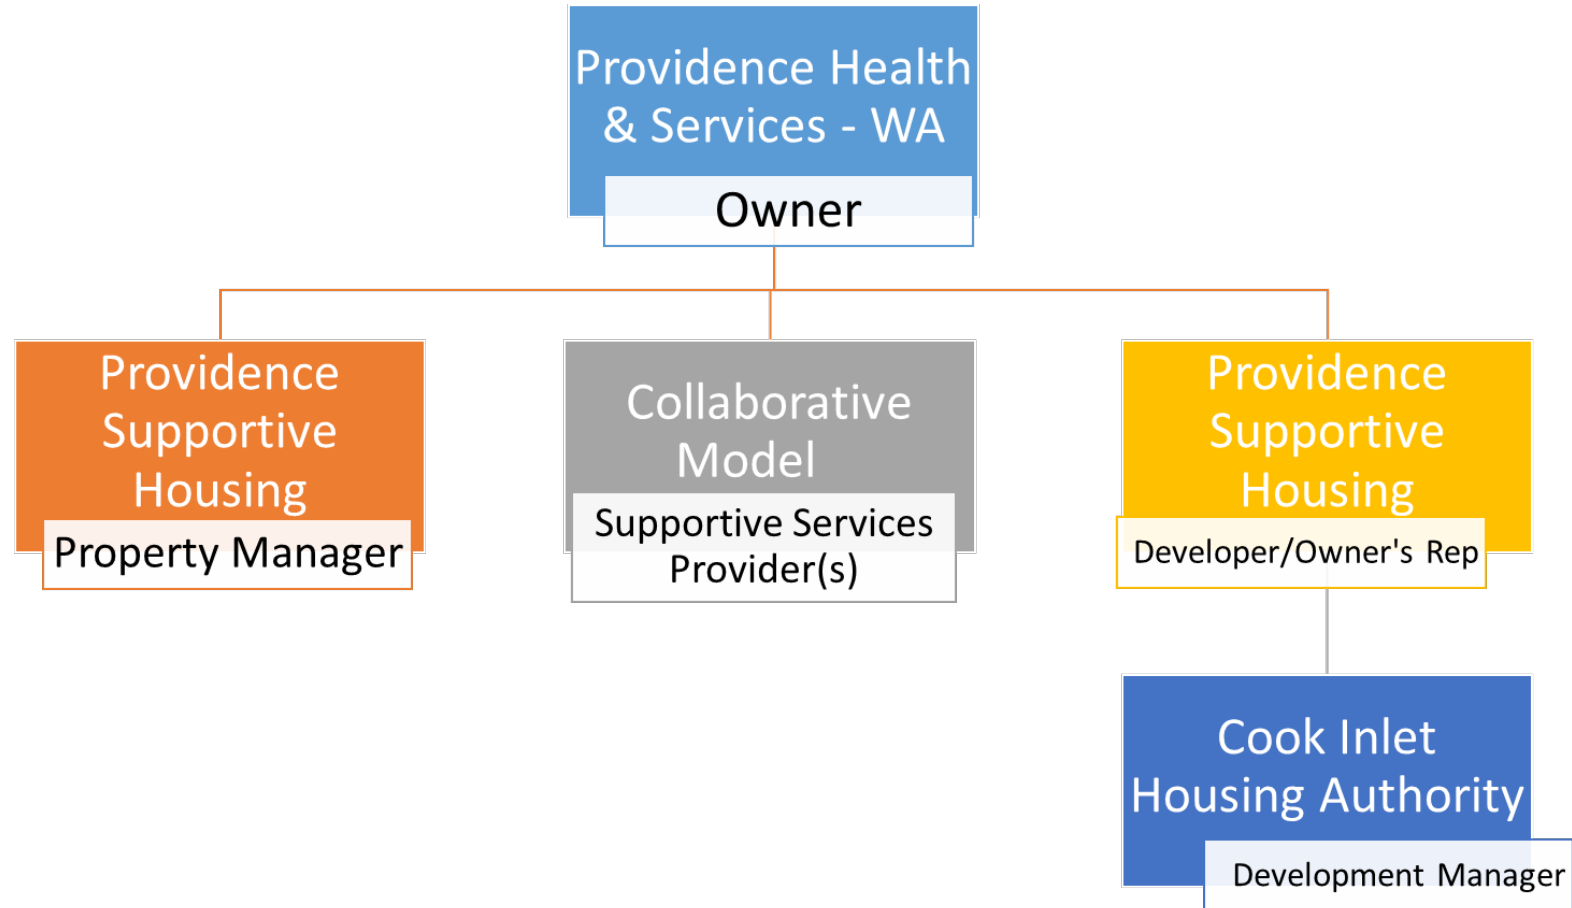 Providence Health
& Services - WA
Owner
Providence
Supportive
Housing
Property Manager
Collaborative
Model
Supportive Services
Provider(s)
Providence
Supportive
Housing
Developer/Owner's Rep
Cook Inlet
Housing Authority
Development Manager